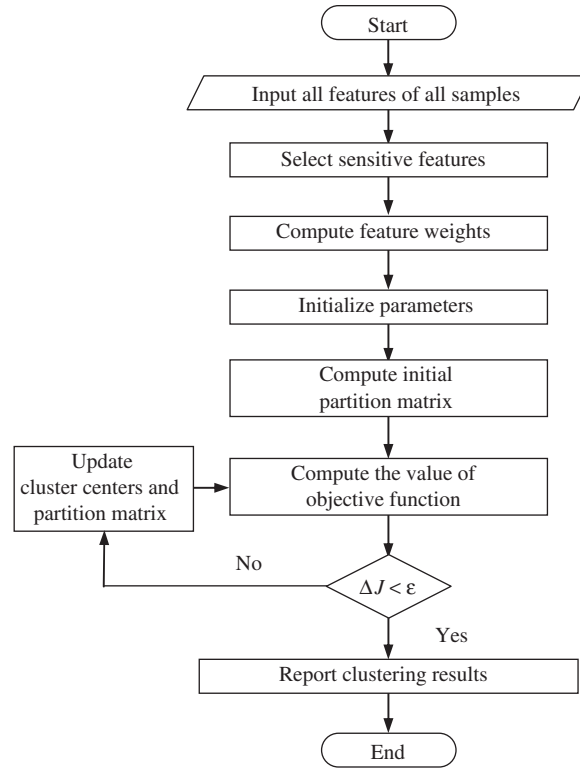 Start
Input all features of all samples
Select sensitive features
Compute feature weights
Initialize parameters
Compute initial
partition matrix
Update
cluster centers and
partition matrix
Compute the value of
objective function
No
ΔJ < ε
Yes
Report clustering results
End